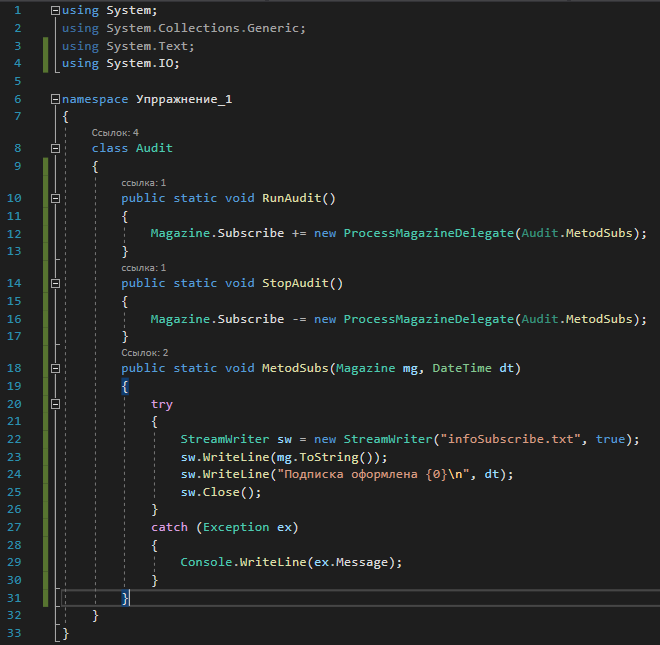 1 using System;
2 using System.Collections.Generic;
3 using System.Text;
4 using System.IO;
5
6 namespace Упрражнение_1
7 {
Ссылок: 4
8 class Audit
9 {
ссылка: 1
10 public static void RunAudit()
11 {
12 Magazine.Subscribe += new ProcessMagazineDelegate(Audit.MetodSubs);
13 }
ссылка: 1
14 public static void StopAudit()
15 {
16 Magazine.Subscribe -= new ProcessMagazineDelegate(Audit.MetodSubs);
17 }
Ссылок: 2
18 public static void MetodSubs(Magazine mg, DateTime dt)
19 {
20 try
21 {
22 StreamWriter sw = new StreamWriter("infoSubscribe.txt", true);
23 sw.WriteLine(mg.ToString());
24 sw.WriteLine("Подписка оформлена {0}\n", dt);
25 sw.Close();
26 }
27 catch (Exception ex)
28 {
29 Console.WriteLine(ex.Message);
30 }
31 }
32 }
33 }